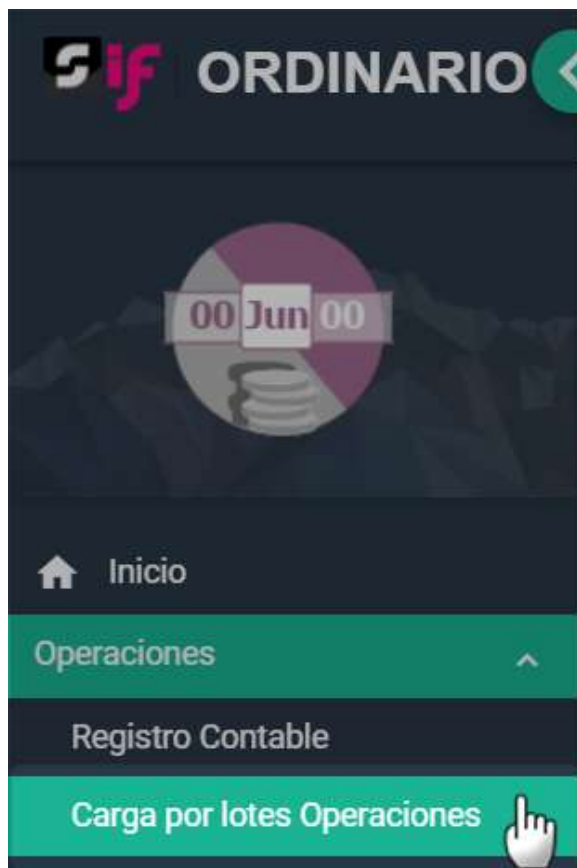 Sif ORDINARIO
00 Jun 00
Inicio
Operaciones
Registro Contable
Carga por lotes Operaciones